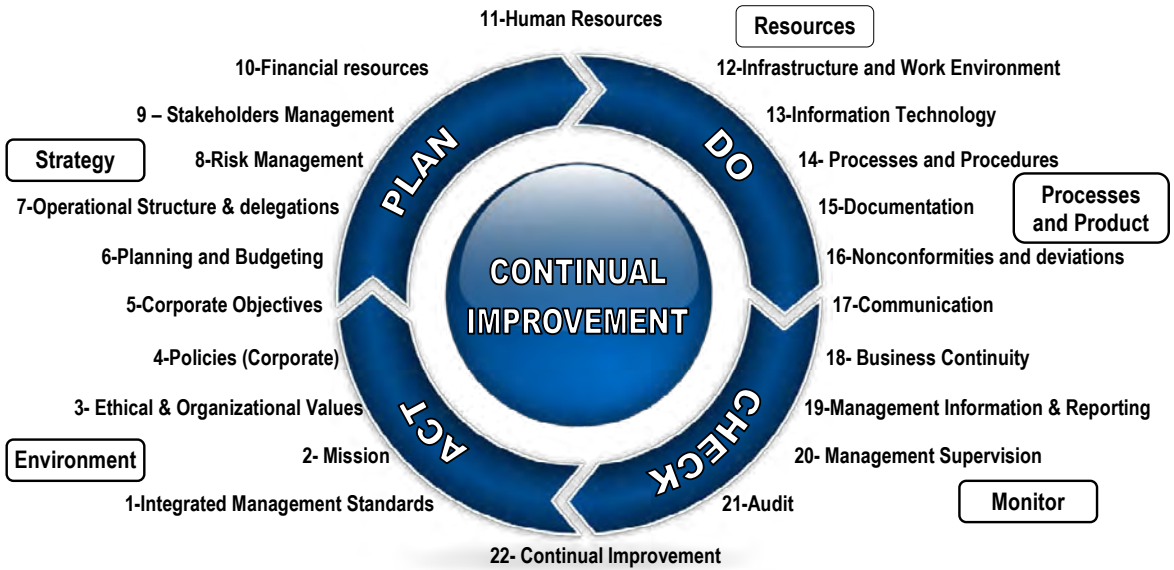 11-Human Resources
Resources
10-Financial resources
12-Infrastructure and Work Environment
9 – Stakeholders Management
13-Information Technology
Strategy
8-Risk Management
PLAN
DO
14- Processes and Procedures
7-Operational Structure & delegations
15-Documentation
Processes
and Product
6-Planning and Budgeting
CONTINUAL
IMPROVEMENT
16-Nonconformities and deviations
5-Corporate Objectives
17-Communication
4-Policies (Corporate)
18- Business Continuity
3- Ethical & Organizational Values
ACT
CHECK
19-Management Information & Reporting
Environment
2- Mission
20- Management Supervision
1-Integrated Management Standards
21-Audit
Monitor
22- Continual Improvement